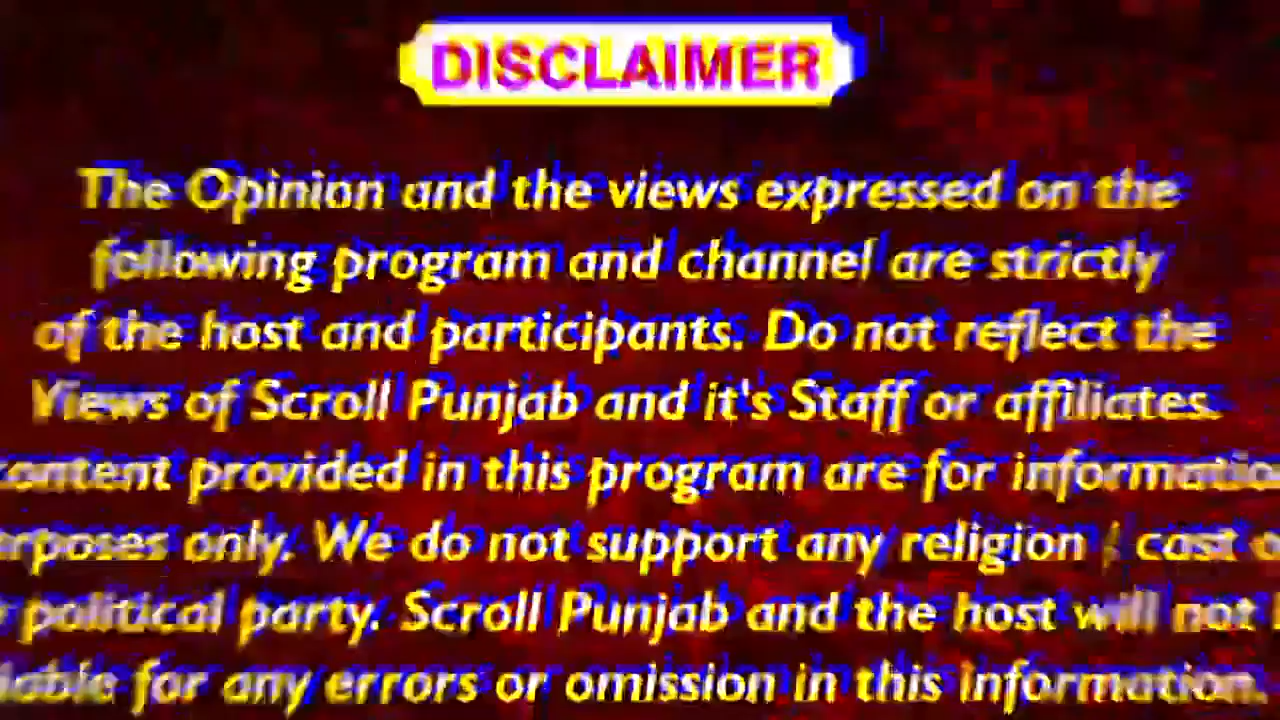 DISCLAIMER
The Opinion and the views expressed on the
following program and channel are strictly
of the host and participants. Do not reflect the
Views of Scroll Punjab and it's Staff or affiliates.
content provided in this program are for
only. We do not support any religion / cast
political party. Scroll Punjab and the host will not
for any errors or omission in this information.